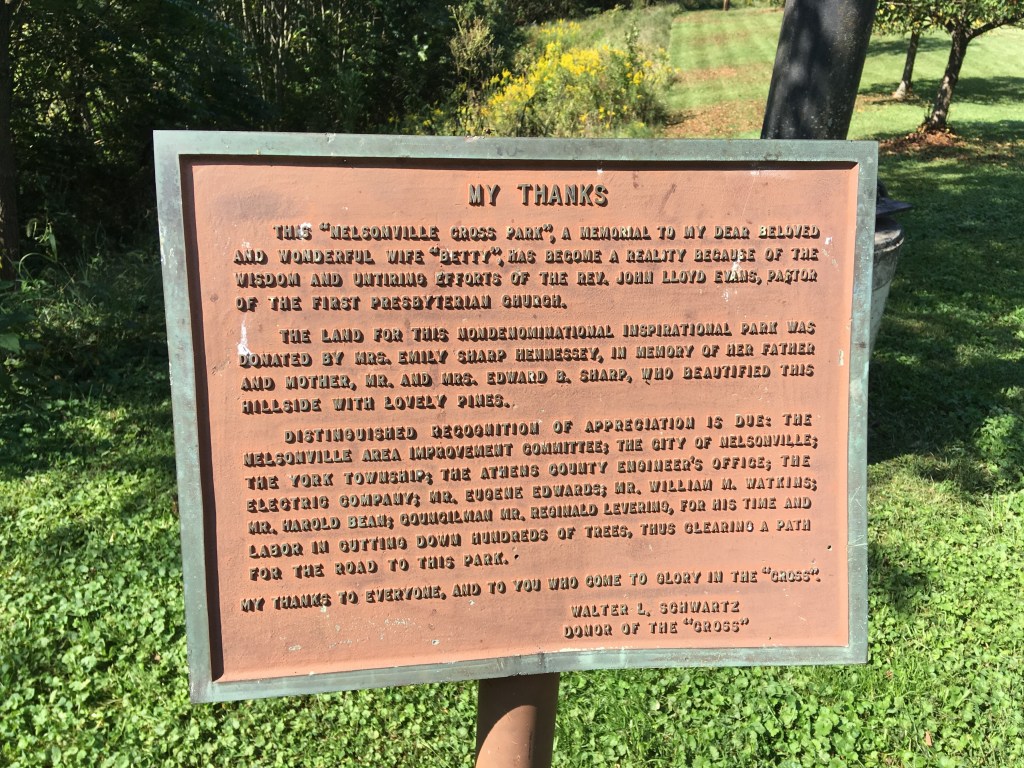 MY THANKS
THIS "NELSONVILLE CROSS PARK", A MEMORIAL TO MY DEAR BELOVED
AND WONDERFUL WIFE "BETTY", HAS BECOME A REALITY BECAUSE OF THE
WISDOM AND UNTIRING EFFORTS OF THE REV. JOHN LLOYD EVANS, PASTOR
OF THE FIRST PRESBYTERIAN CHURCH.
THE LAND FOR THIS NONDENOMINATIONAL INSPIRATIONAL PARK WAS
DONATED BY MRS. EMILY SHARP HENNESSEY, IN MEMORY OF HER FATHER
AND MOTHER, MR. AND MRS. EDWARD B. SHARP, WHO BEAUTIFIED THIS
HILLSIDE WITH LOVELY PINES.
DISTINGUISHED RECOGNITION OF APPRECIATION IS DUE: THE
NELSONVILLE AREA IMPROVEMENT COMMITTEE; THE CITY OF NELSONVILLE;
THE YORK TOWNSHIP; THE ATHENS COUNTY ENGINEER'S OFFICE; THE
ELECTRIC COMPANY; MR. EUGENE EDWARDS; MR. WILLIAM M. WATKINS;
MR. HAROLD BEAN; COUNCILMAN MR. REGINALD LEVERING, FOR HIS TIME AND
LABOR IN CUTTING DOWN HUNDREDS OF TREES, THUS CLEARING A PATH
FOR THE ROAD TO THIS PARK.
MY THANKS TO EVERYONE, AND TO YOU WHO COME TO GLORY IN THE "CROSS".
WALTER L. SCHWARTZ
DONOR OF THE "CROSS"